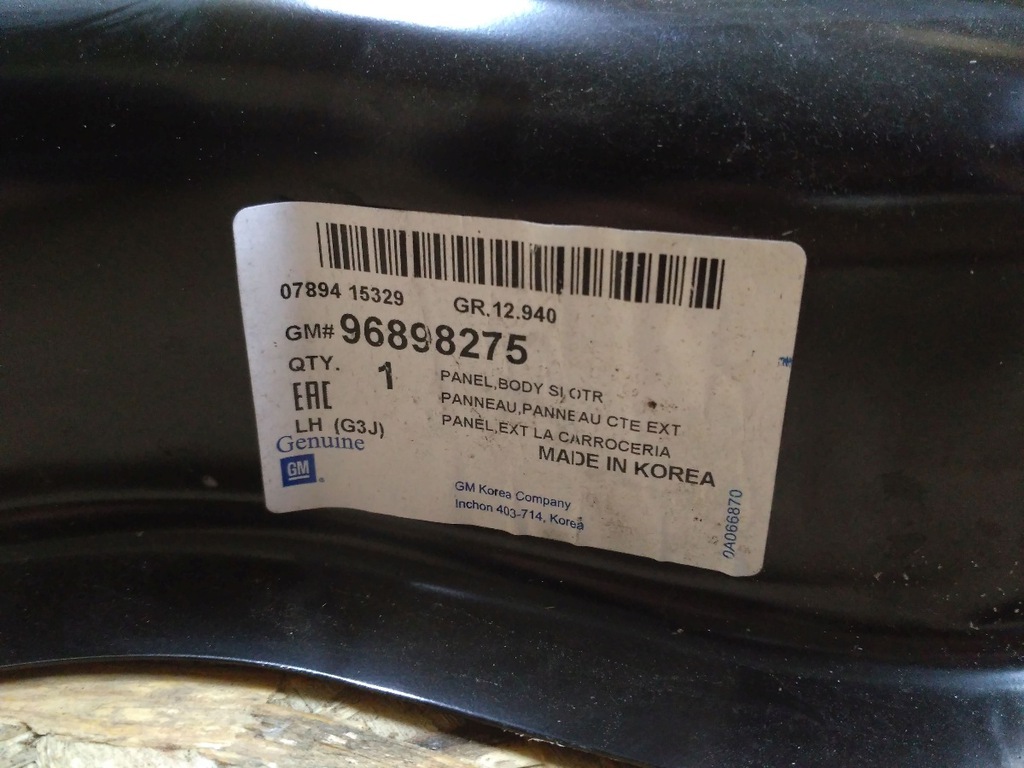 07894 15329 GR.12.940
GM# 96898275
QTY. 1
PANEL,BODY SI OTR
EAC
PANNEAU,PANNEAU CTE EXT
LH (G3J)
PANEL,EXT LA CARROCERIA
Genuine
MADE IN KOREA
GM
GM Korea Company
Inchon 403-714, Korea
0A066870